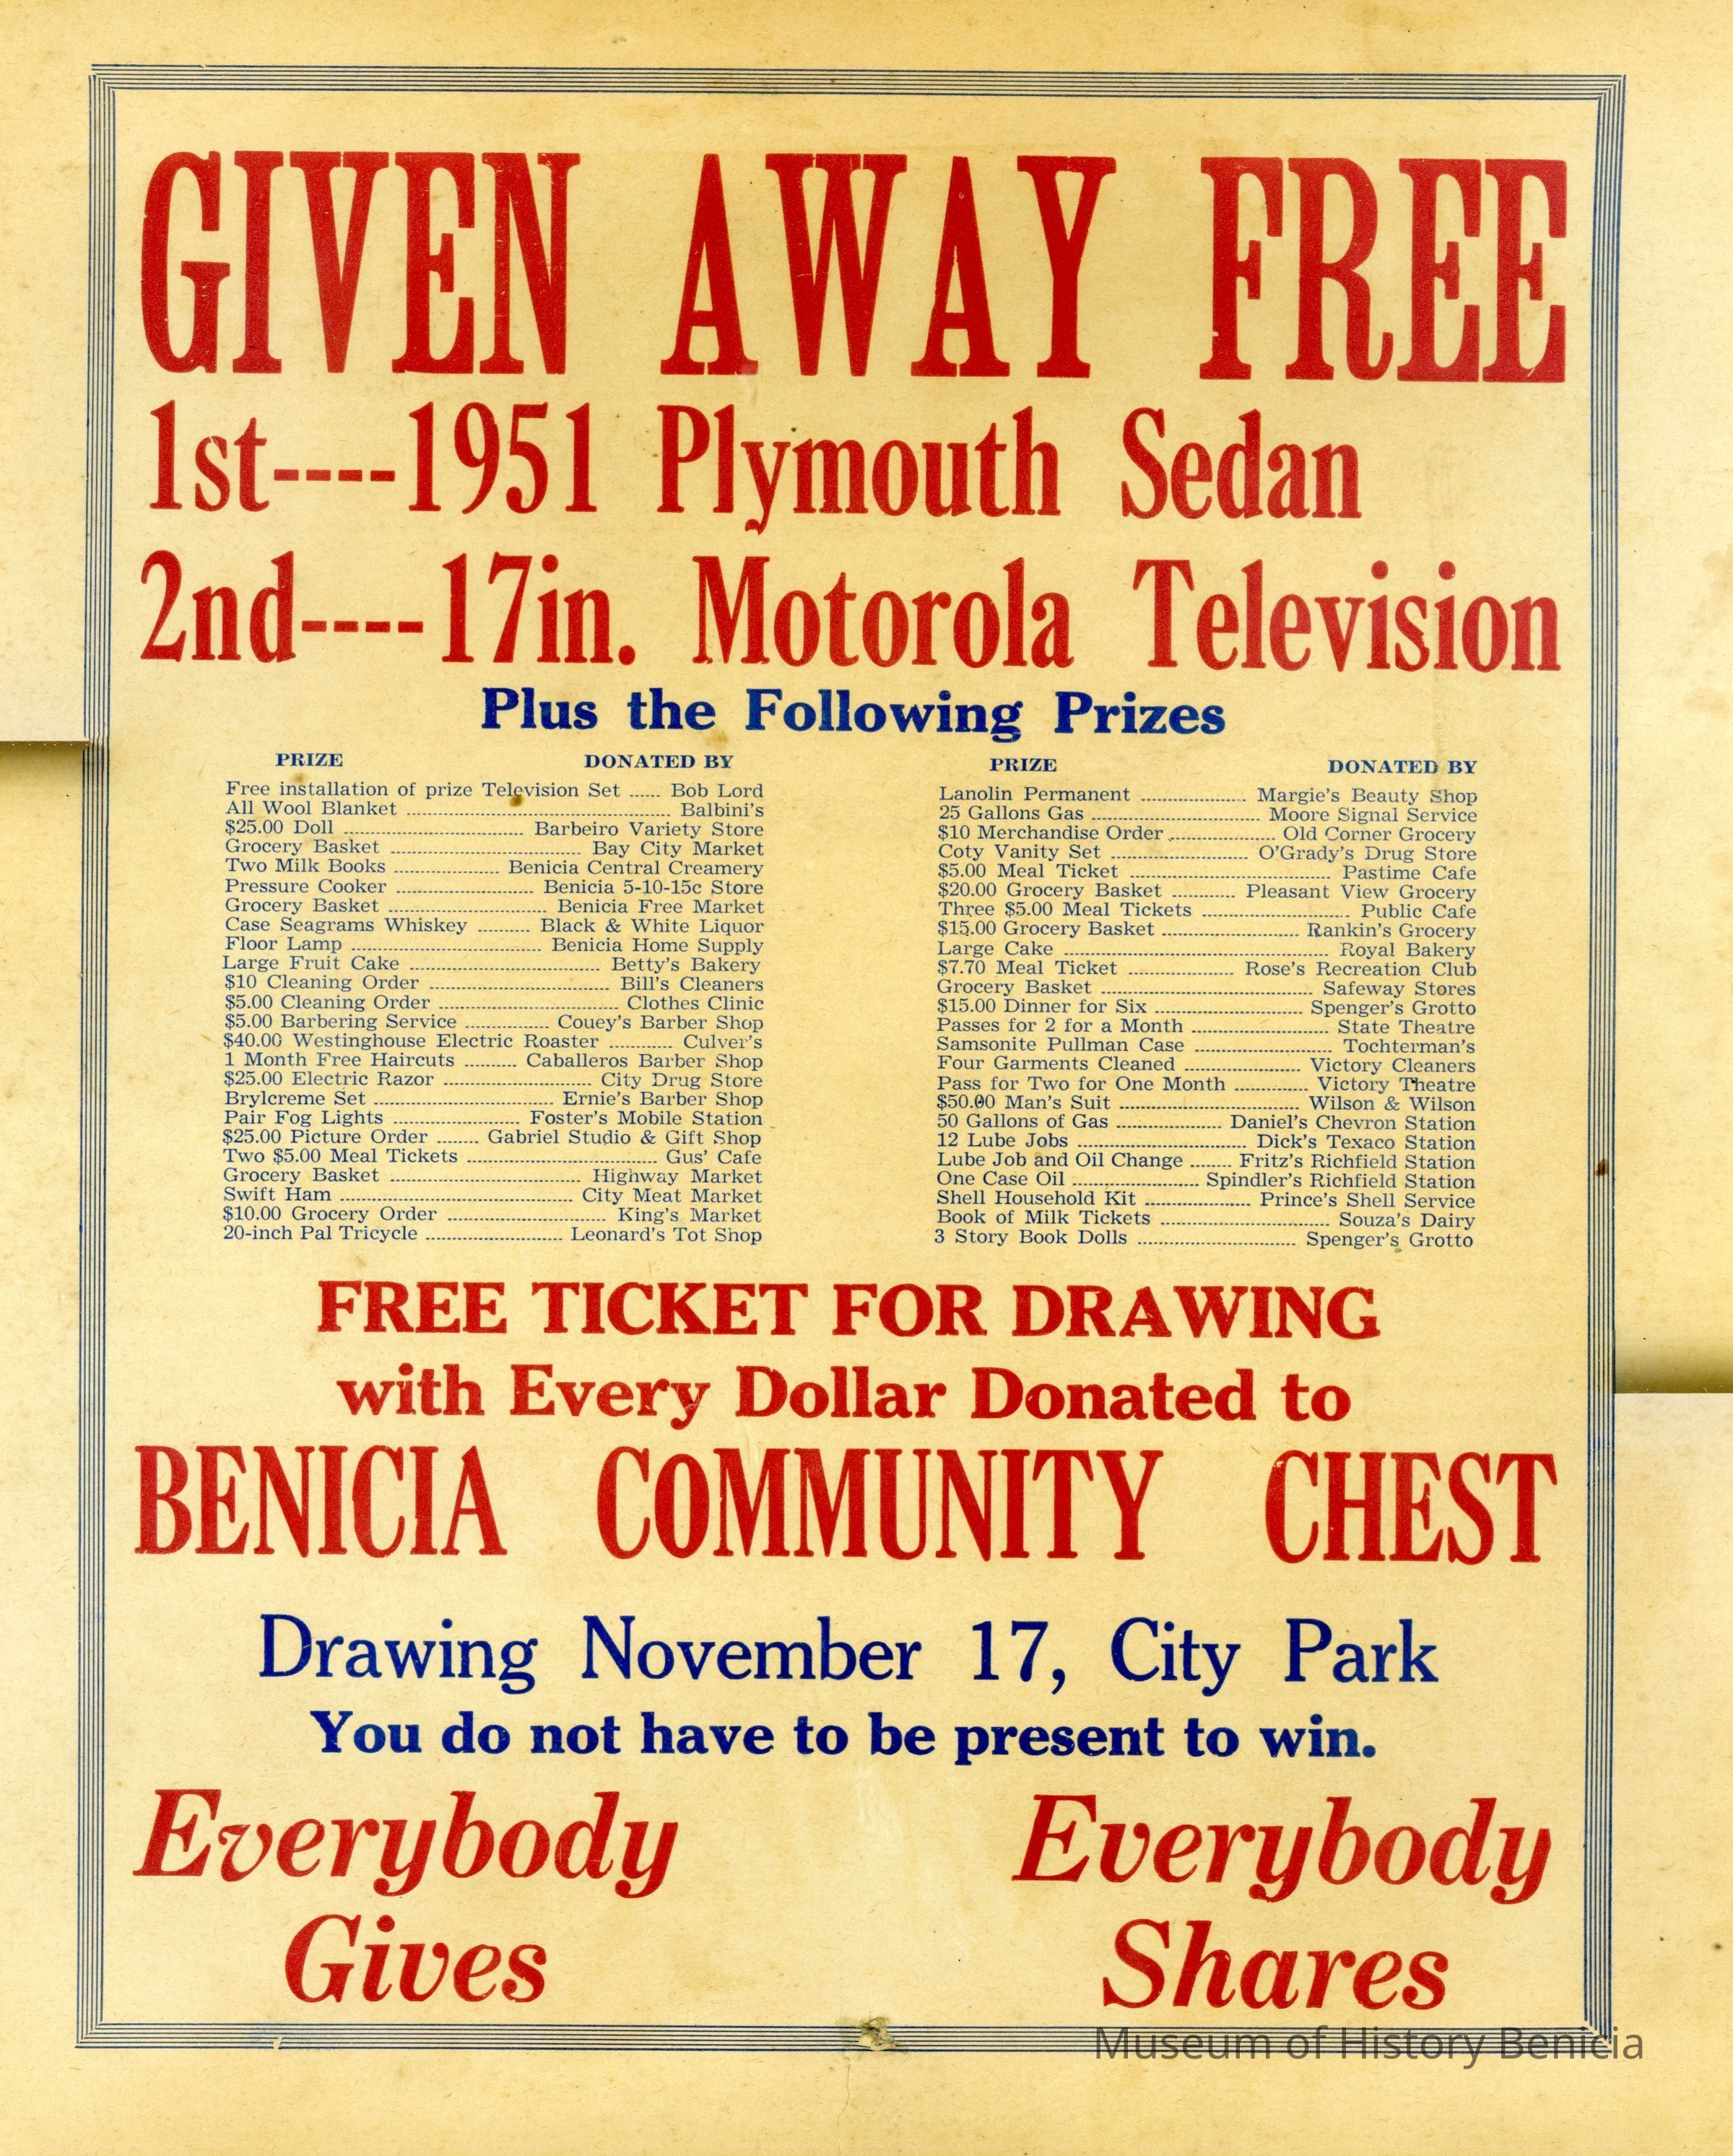 GIVEN AWAY FREE
1st----1951 Plymouth Sedan
2nd----17in. Motorola Television
Plus the Following Prizes
PRIZE DONATED BY
Free installation of prize Television Set ...... Bob Lord
All Wool Blanket ...... Balbini's
$25.00 Doll ...... Barbeiro Variety Store
Grocery Basket ...... Bay City Market
Two Milk Books ...... Benicia Central Creamery
Pressure Cooker ...... Benicia 5-10-15c Store
Grocery Basket ...... Benicia Free Market
Case Seagrams Whiskey ...... Black & White Liquor
Floor Lamp ...... Benicia Home Supply
Large Fruit Cake ...... Betty's Bakery
$10 Cleaning Order ...... Bill's Cleaners
$5.00 Cleaning Order ...... Clothes Clinic
$5.00 Barbering Service ...... Couey's Barber Shop
$40.00 Westinghouse Electric Roaster ...... Culver's
1 Month Free Haircuts ...... Caballeros Barber Shop
$25.00 Electric Razor ...... City Drug Store
Brylcreme Set ...... Ernie's Barber Shop
Pair Fog Lights ...... Foster's Mobile Station
$25.00 Picture Order ...... Gabriel Studio & Gift Shop
Two $5.00 Meal Tickets ...... Gus' Cafe
Grocery Basket ...... Highway Market
Swift Ham ...... City Meat Market
$10.00 Grocery Order ...... King's Market
20-inch Pal Tricycle ...... Leonard's Tot Shop
PRIZE DONATED BY
Lanolin Permanent ...... Margie's Beauty Shop
25 Gallons Gas ...... Moore Signal Service
$10 Merchandise Order ...... Old Corner Grocery
Coty Vanity Set ...... O'Grady's Drug Store
$5.00 Meal Ticket ...... Pastime Cafe
$20.00 Grocery Basket ...... Pleasant View Grocery
Three $5.00 Meal Tickets ...... Public Cafe
$15.00 Grocery Basket ...... Rankin's Grocery
Large Cake ...... Royal Bakery
$7.70 Meal Ticket ...... Rose's Recreation Club
Grocery Basket ...... Safeway Stores
$15.00 Dinner for Six ...... Spenger's Grotto
Passes for 2 for a Month ...... State Theatre
Samsonite Pullman Case ...... Tochterman's
Four Garments Cleaned ...... Victory Cleaners
Pass for Two for One Month ...... Victory Theatre
$50.00 Man's Suit ...... Wilson & Wilson
50 Gallons of Gas ...... Daniel's Chevron Station
12 Lube Jobs ...... Dick's Texaco Station
Lube Job and Oil Change ...... Fritz's Richfield Station
One Case Oil ...... Spindler's Richfield Station
Shell Household Kit ...... Prince's Shell Service
Book of Milk Tickets ...... Souza's Dairy
3 Story Book Dolls ...... Spenger's Grotto
FREE TICKET FOR DRAWING
with Every Dollar Donated to
BENICIA COMMUNITY CHEST
Drawing November 17, City Park
You do not have to be present to win.
Everybody Everybody
Gives Shares
Museum of History Benicia